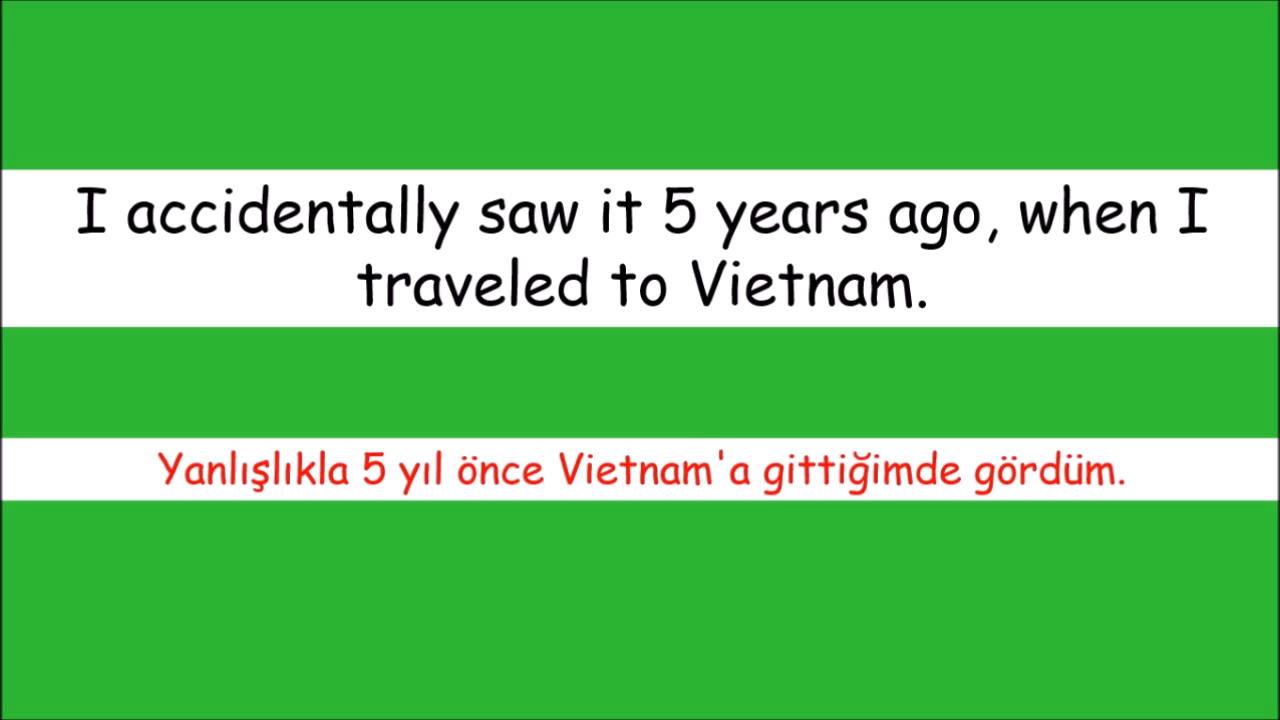 I accidentally saw it 5 years ago, when I
traveled to Vietnam.
Yanlışlıkla 5 yıl önce Vietnam'a gittiğimde gördüm.